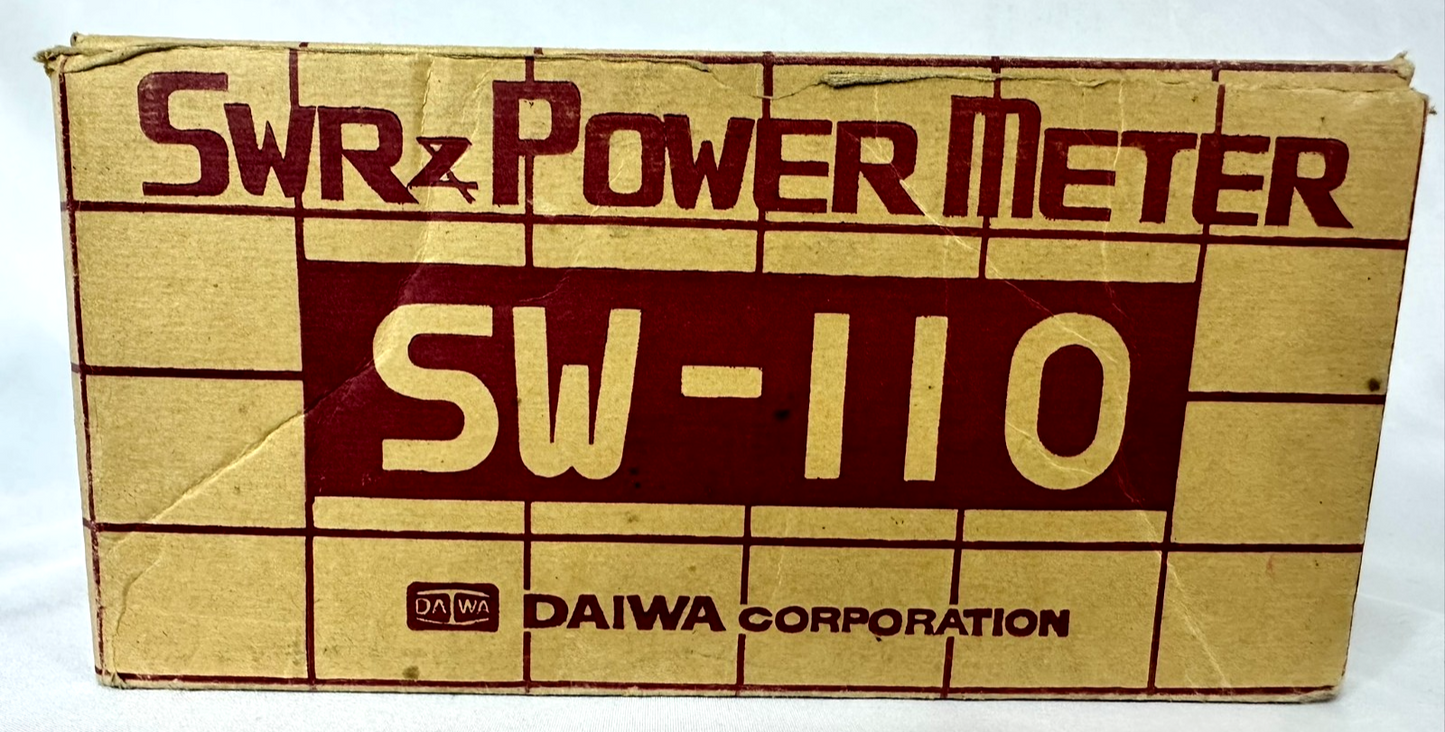 SWR & POWER METER
SW-110
DAIWA DAIWA CORPORATION